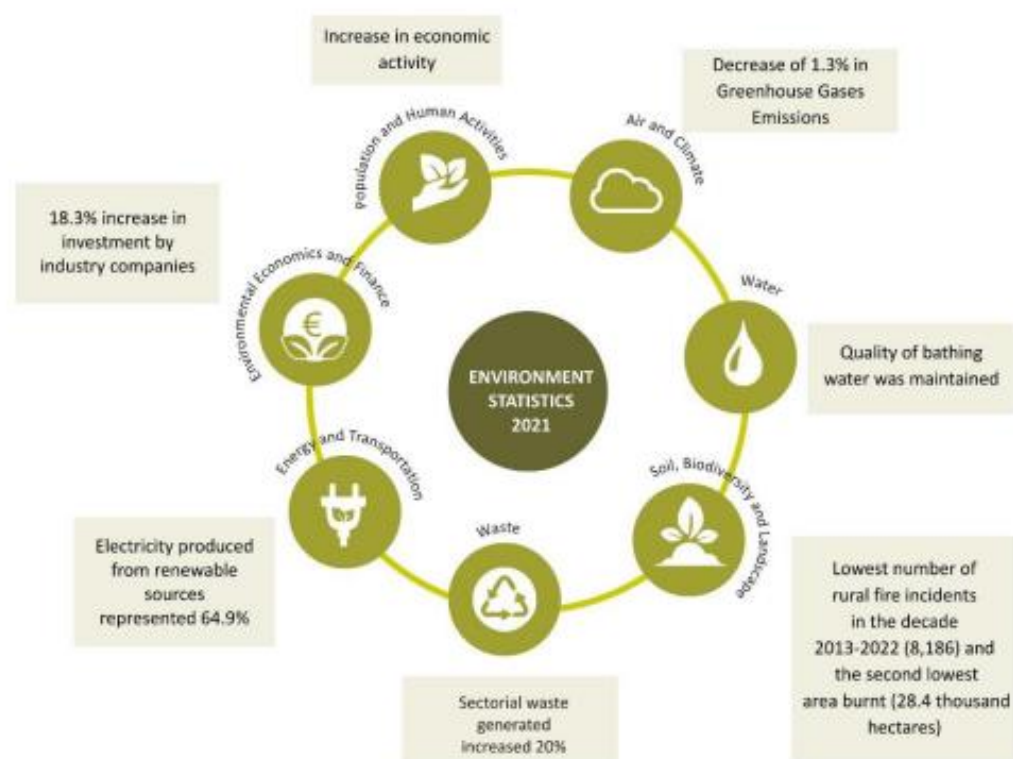 Increase in economic
activity
Population and Human Activities
Decrease of 1.3% in
Greenhouse Gases
Emissions
Air and Climate
18.3% increase in
investment by
industry companies
Environmental Economics and Finance
€
Water
Quality of bathing
water was maintained
ENVIRONMENT
STATISTICS
2021
Energy and Transportation
Electricity produced
from renewable
sources
represented 64.9%
Waste
Sectorial waste
generated
increased 20%
Soil, Biodiversity and Landscape
Lowest number of
rural fire incidents
in the decade
2013-2022 (8,186) and
the second lowest
area burnt (28.4 thousand
hectares)